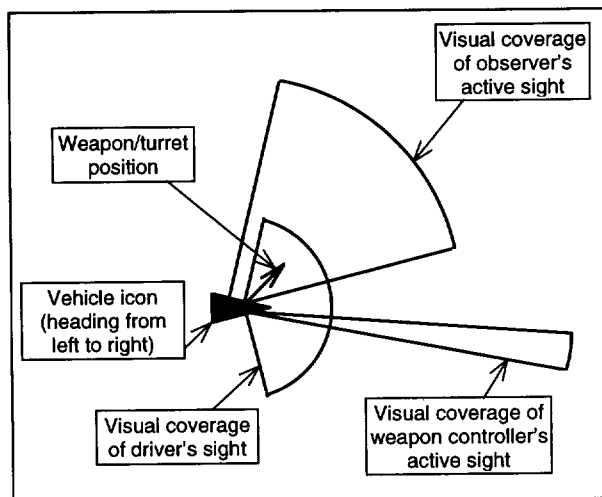 Visual coverage
of observer's
active sight
Weapon/turret
position
Vehicle icon
(heading from
left to right)
Visual coverage
of driver's sight
Visual coverage of
weapon controller's
active sight